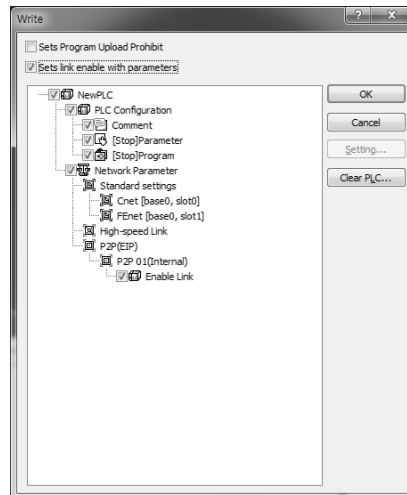 Write
Sets Program Upload Prohibit
Sets link enable with parameters
NewPLC
PLC Configuration
Comment
[Stop]Parameter
[Stop]Program
Network Parameter
Standard settings
Cnet [base0, slot0]
FEnet [base0, slot1]
High-speed Link
P2P(EIP)
P2P 01(Internal)
Enable Link
OK
Cancel
Setting...
Clear PLC...